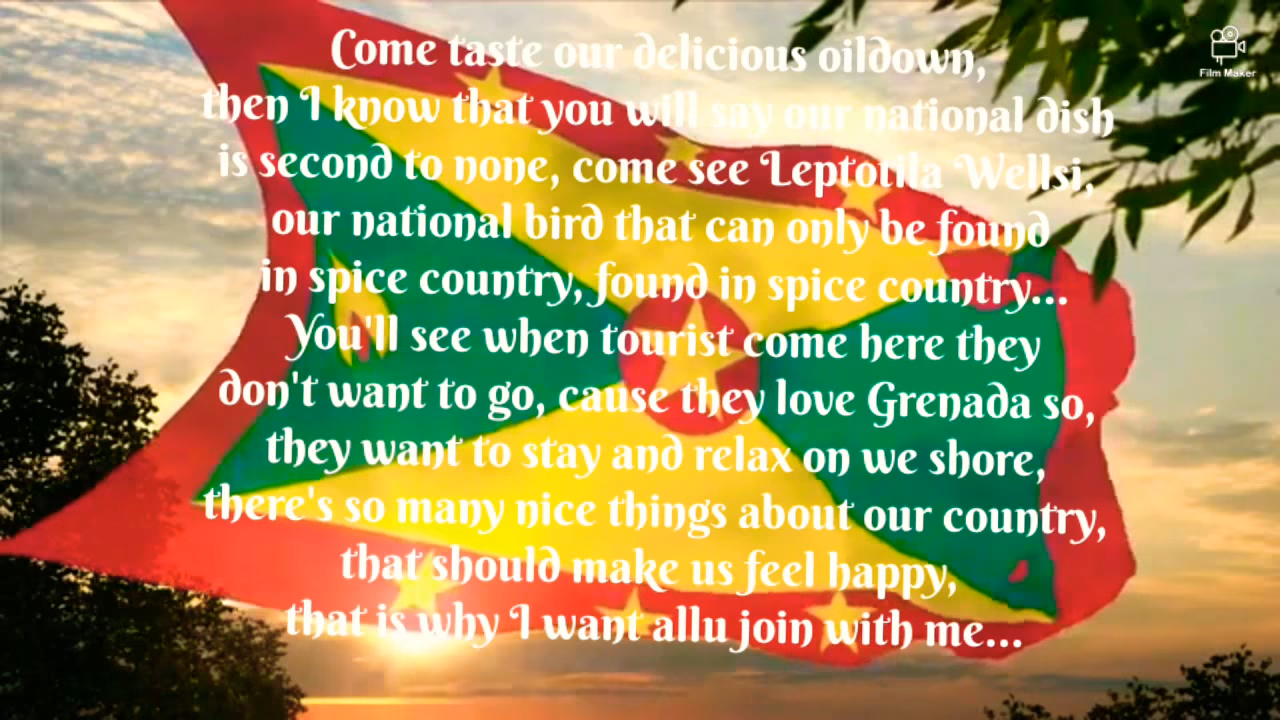 Come taste our delicious oildown,
then I know that you will say our national dish
is second to none, come see Leptotila Wellsi,
our national bird that can only be found
in spice country, found in spice country...
You'll see when tourist come here they
don't want to go, cause they love Grenada so,
they want to stay and relax on we shore,
there's so many nice things about our country,
that should make us feel happy,
that is why I want allu join with me...
Film Maker